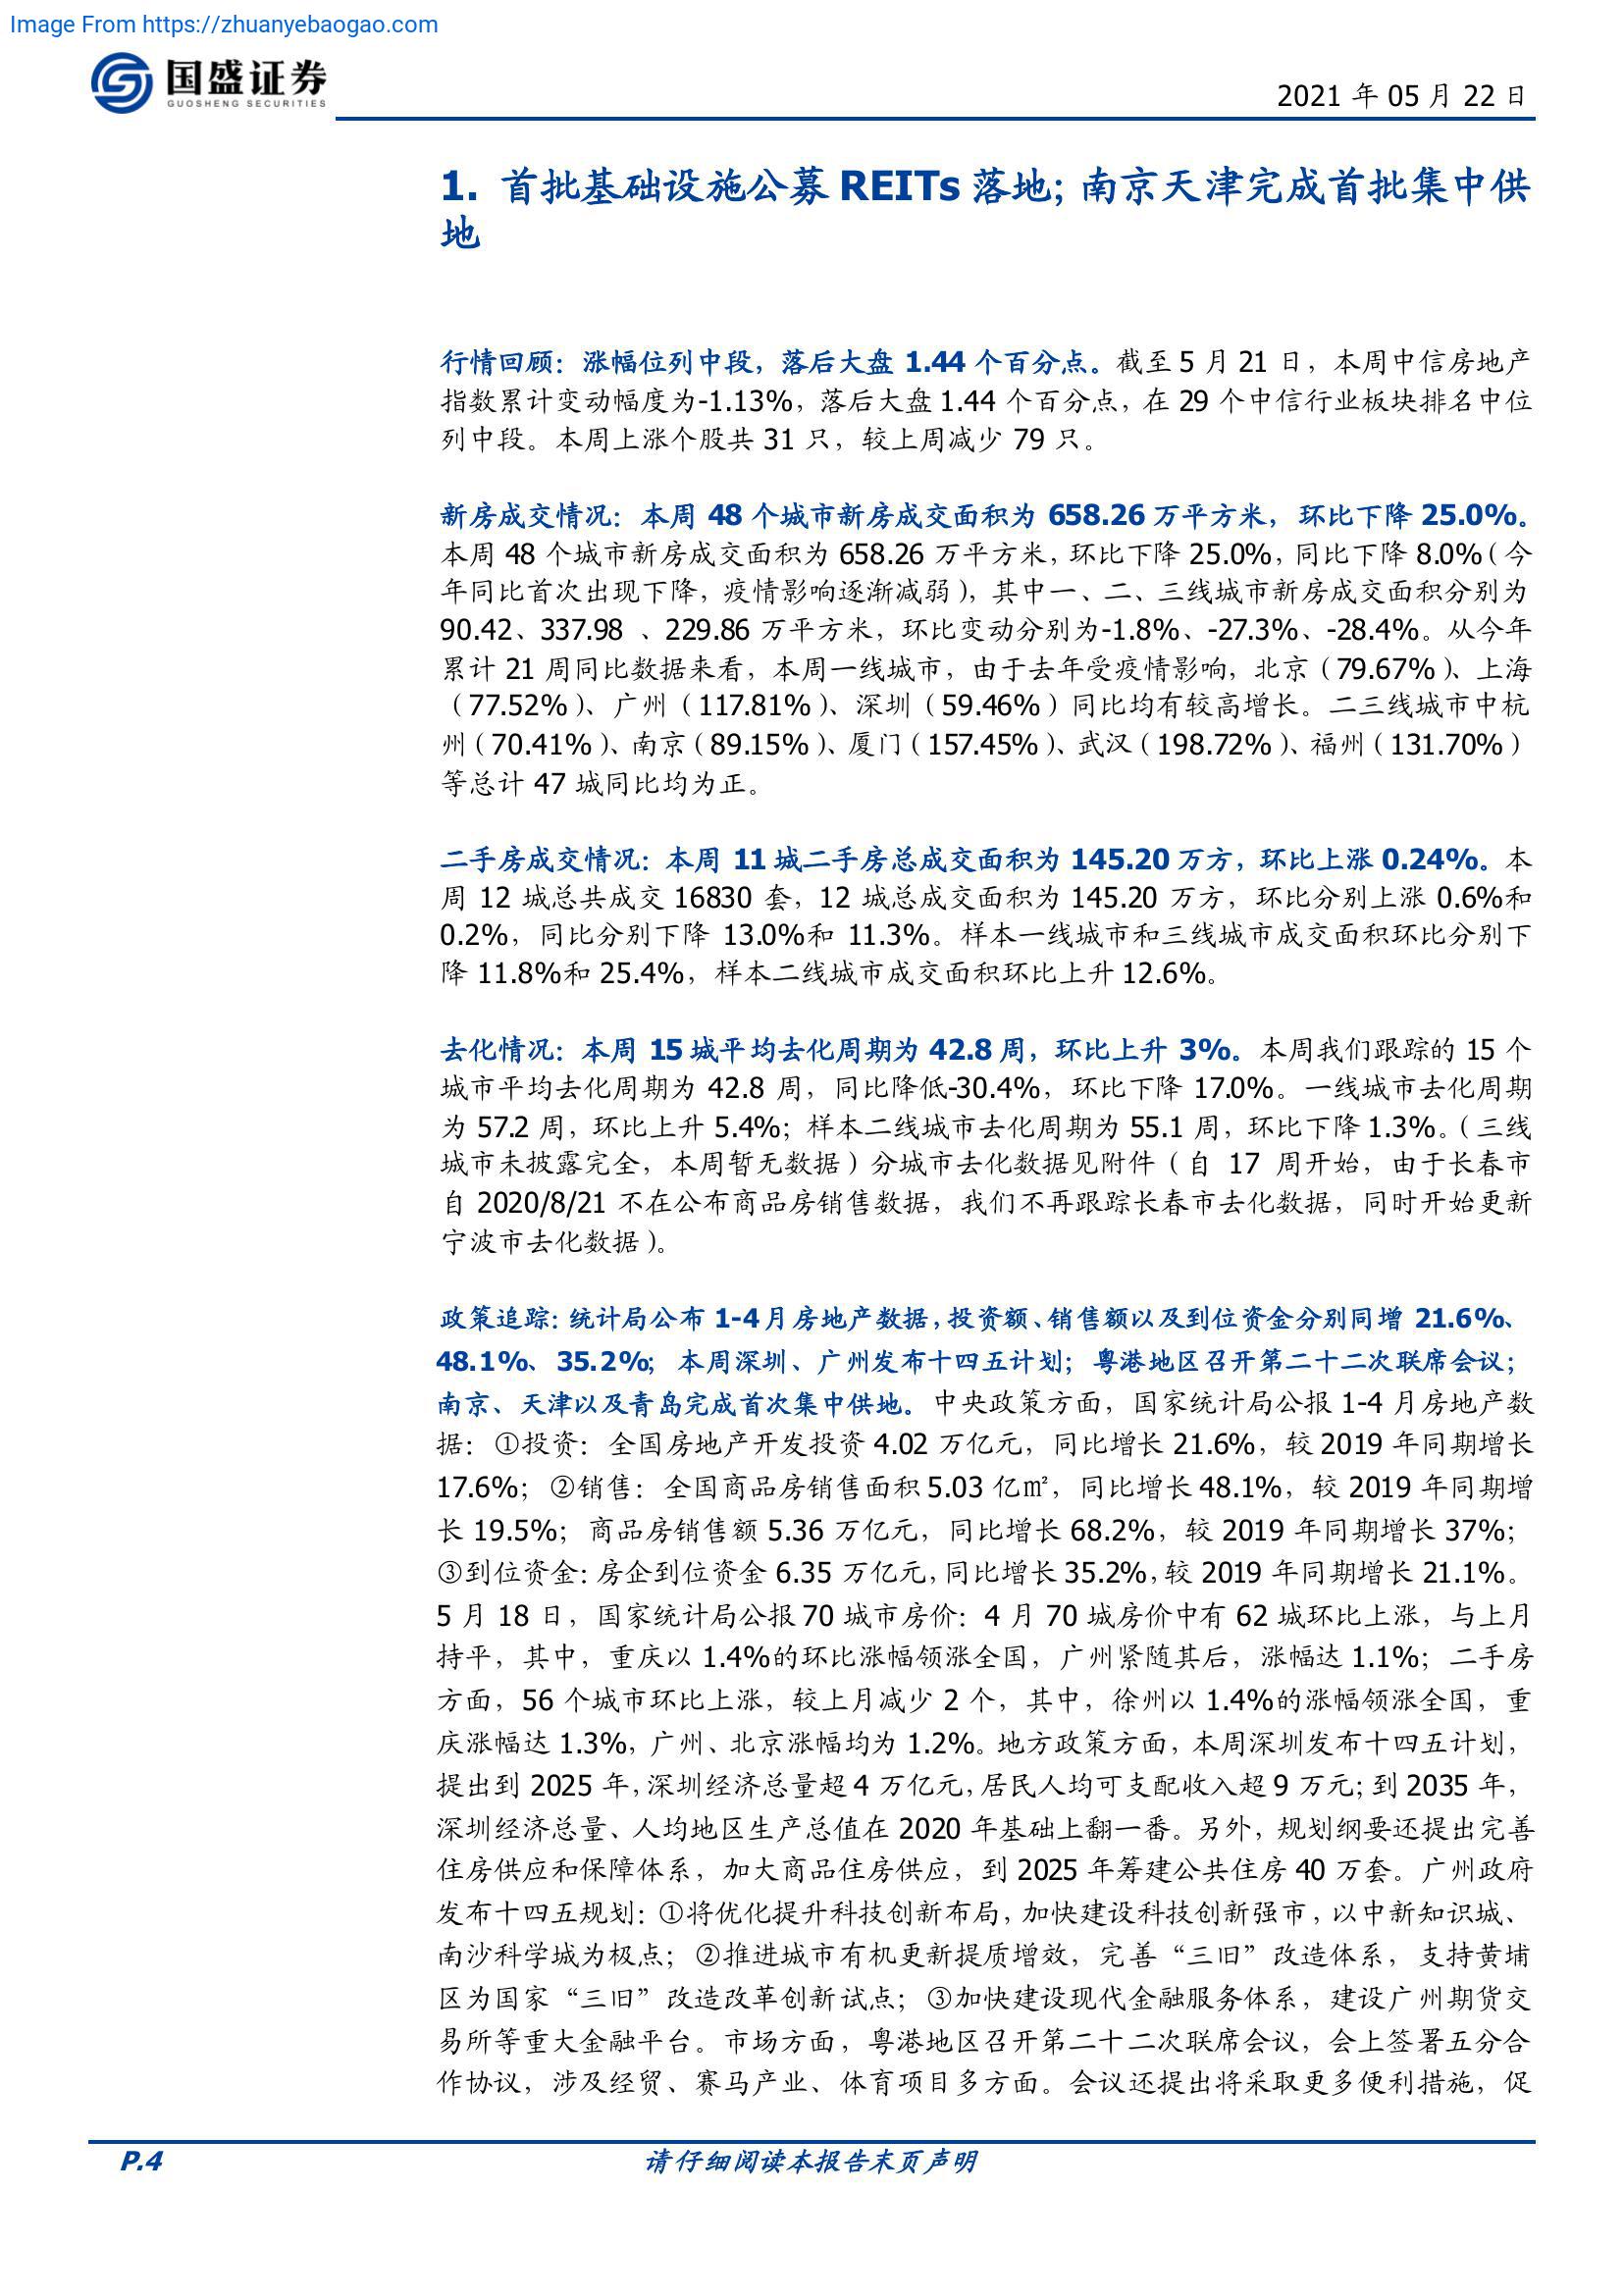 Image From https://zhuanyebaogao.com
国盛证券
GUOSHENG SECURITIES
2021 年 05 月 22 日
1. 首批基础设施公募 REITs 落地；南京天津完成首批集中供
地
行情回顾：涨幅位列中段，落后大盘 1.44 个百分点。截至 5 月 21 日，本周中信房地产
指数累计变动幅度为-1.13%，落后大盘 1.44 个百分点，在 29 个中信行业板块排名中位
列中段。本周上涨个股共 31 只，较上周减少 79 只。
新房成交情况：本周 48 个城市新房成交面积为 658.26 万平方米，环比下降 25.0%。
本周 48 个城市新房成交面积为 658.26 万平方米，环比下降 25.0%，同比下降 8.0%（今
年同比首次出现下降，疫情影响逐渐减弱），其中一、二、三线城市新房成交面积分别为
90.42、337.98 、229.86 万平方米，环比变动分别为-1.8%、-27.3%、-28.4%。从今年
累计 21 周同比数据来看，本周一线城市，由于去年受疫情影响，北京（79.67%）、上海
（77.52%）、广州（117.81%）、深圳（59.46%）同比均有较高增长。二三线城市中杭
州（70.41%）、南京（89.15%）、厦门（157.45%）、武汉（198.72%）、福州（131.70%）
等总计 47 城同比均为正。
二手房成交情况：本周 11 城二手房总成交面积为 145.20 万方，环比上涨 0.24%。本
周 12 城总共成交 16830 套，12 城总成交面积为 145.20 万方，环比分别上涨 0.6%和
0.2%，同比分别下降 13.0%和 11.3%。样本一线城市和三线城市成交面积环比分别下
降 11.8%和 25.4%，样本二线城市成交面积环比上升 12.6%。
去化情况：本周 15 城平均去化周期为 42.8 周，环比上升 3%。本周我们跟踪的 15 个
城市平均去化周期为 42.8 周，同比降低-30.4%，环比下降 17.0%。一线城市去化周期
为 57.2 周，环比上升 5.4%；样本二线城市去化周期为 55.1 周，环比下降 1.3%。（三线
城市未披露完全，本周暂无数据）分城市去化数据见附件（自 17 周开始，由于长春市
自 2020/8/21 不在公布商品房销售数据，我们不再跟踪长春市去化数据，同时开始更新
宁波市去化数据）。
政策追踪：统计局公布 1-4 月房地产数据，投资额、销售额以及到位资金分别同增 21.6%、
48.1%、35.2%；本周深圳、广州发布十四五计划；粤港地区召开第二十二次联席会议；
南京、天津以及青岛完成首次集中供地。中央政策方面，国家统计局公报 1-4 月房地产数
据：①投资：全国房地产开发投资 4.02 万亿元，同比增长 21.6%，较 2019 年同期增长
17.6%；②销售：全国商品房销售面积 5.03 亿㎡，同比增长 48.1%，较 2019 年同期增
长 19.5%；商品房销售额 5.36 万亿元，同比增长 68.2%，较 2019 年同期增长 37%；
③到位资金：房企到位资金 6.35 万亿元，同比增长 35.2%，较 2019 年同期增长 21.1%。
5 月 18 日，国家统计局公报 70 城市房价：4 月 70 城房价中有 62 城环比上涨，与上月
持平，其中，重庆以 1.4%的环比涨幅领涨全国，广州紧随其后，涨幅达 1.1%；二手房
方面，56 个城市环比上涨，较上月减少 2 个，其中，徐州以 1.4%的涨幅领涨全国，重
庆涨幅达 1.3%，广州、北京涨幅均为 1.2%。地方政策方面，本周深圳发布十四五计划，
提出到 2025 年，深圳经济总量超 4 万亿元，居民人均可支配收入超 9 万元；到 2035 年，
深圳经济总量、人均地区生产总值在 2020 年基础上翻一番。另外，规划纲要还提出完善
住房供应和保障体系，加大商品住房供应，到 2025 年筹建公共住房 40 万套。广州政府
发布十四五规划：①将优化提升科技创新布局，加快建设科技创新强市，以中新知识城、
南沙科学城为极点；②推进城市有机更新提质增效，完善“三旧”改造体系，支持黄埔
区为国家“三旧”改造改革创新试点；③加快建设现代金融服务体系，建设广州期货交
易所等重大金融平台。市场方面，粤港地区召开第二十二次联席会议，会上签署五分合
作协议，涉及经贸、赛马产业、体育项目多方面。会议还提出将采取更多便利措施，促
P.4
请仔细阅读本报告末页声明